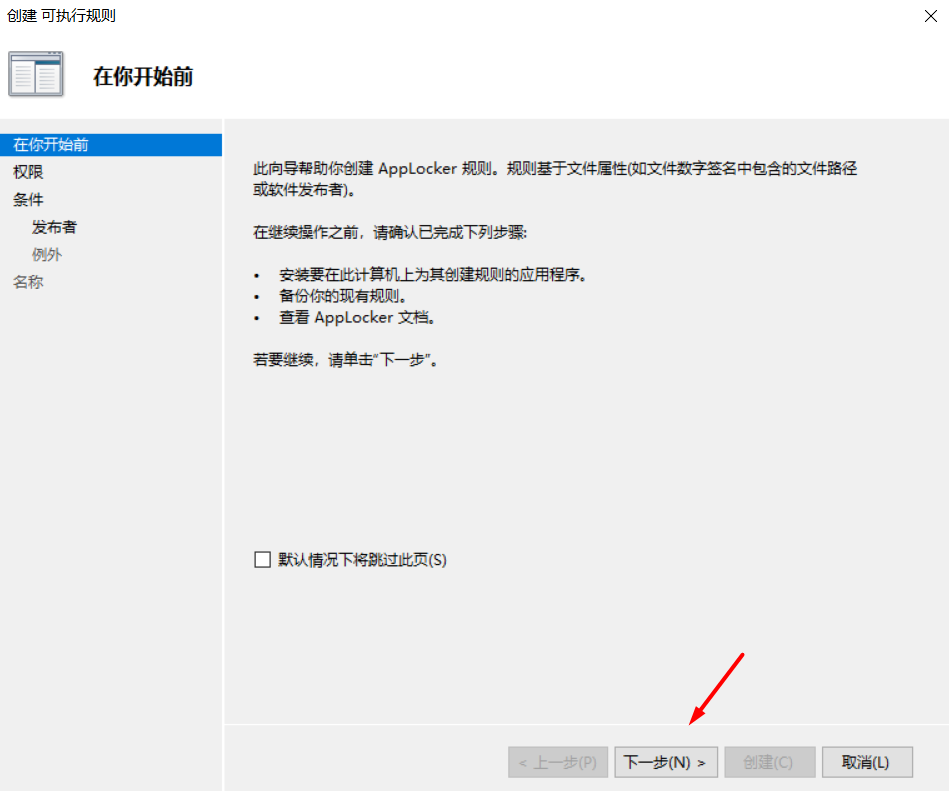 创建 可执行规则
在你开始前
在你开始前
权限
条件
发布者
例外
名称
此向导帮助你创建 AppLocker 规则。规则基于文件属性(如文件数字签名中包含的文件路径
或软件发布者)。
在继续操作之前，请确认已完成下列步骤:
• 安装要在此计算机上为其创建规则的应用程序。
• 备份你的现有规则。
• 查看 AppLocker 文档。
若要继续，请单击“下一步”。
默认情况下将跳过此页(S)
< 上一步(P) 下一步(N) > 创建(C) 取消(L)